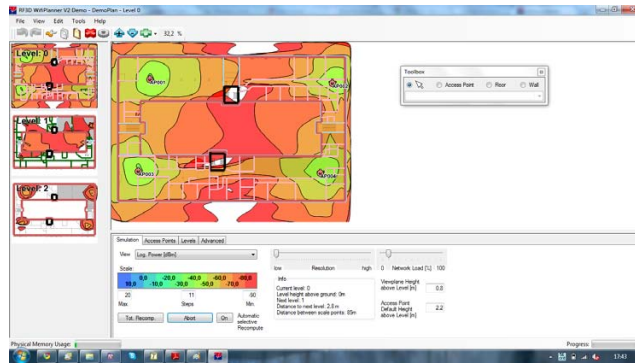 RF3D WifiPlanner V2 Demo - DemoPlan - Level 0
File View Edit Tools Help
32,2 %
Level: 0
Level: 1
Level: 2
AP001
AP002
AP003
AP004
Toolbox
Access Point
Floor
Wall
Simulation Access Points Levels Advanced
View Log. Power [dBm]
Scale
0,0 -20,0 -40,0 -60,0 -80,0
10,0 -10,0 -30,0 -50,0 -70,0
20 11 -90
Max Steps Min
Tot. Recomp. Abort On
Automatic
selective
Recompute
low Resolution high
0 Network Load [%] 100
Info
Current level: 0
Level height above ground: 0m
Next level: 1
Distance to next level: 2,8 m
Distance between scale points: 85m
Viewplane Height
above Level [m] 0.8
Access Point
Default Height
above Level [m] 2.2
Physical Memory Usage:
Progress:
17:43